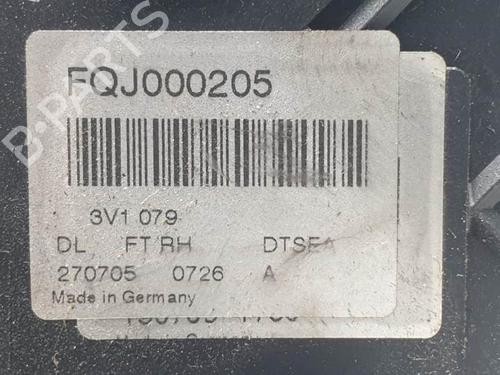 FQJ000205
3V1 079
DL FT RH DTSEA
270705 0726 A
Made in Germany
B-PARTS